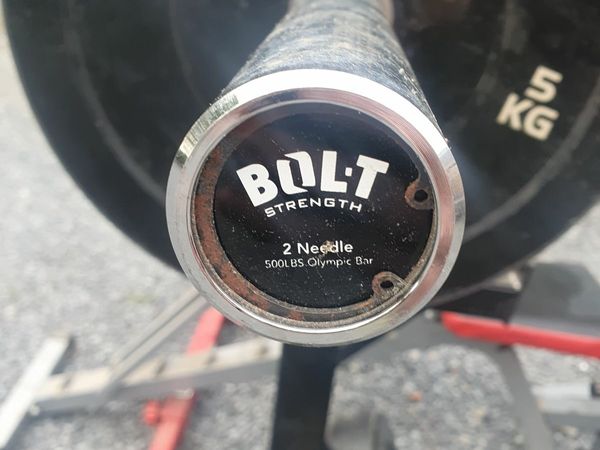 BOLT
STRENGTH
2 Needle
500LBS.Olympic Bar
5
KG